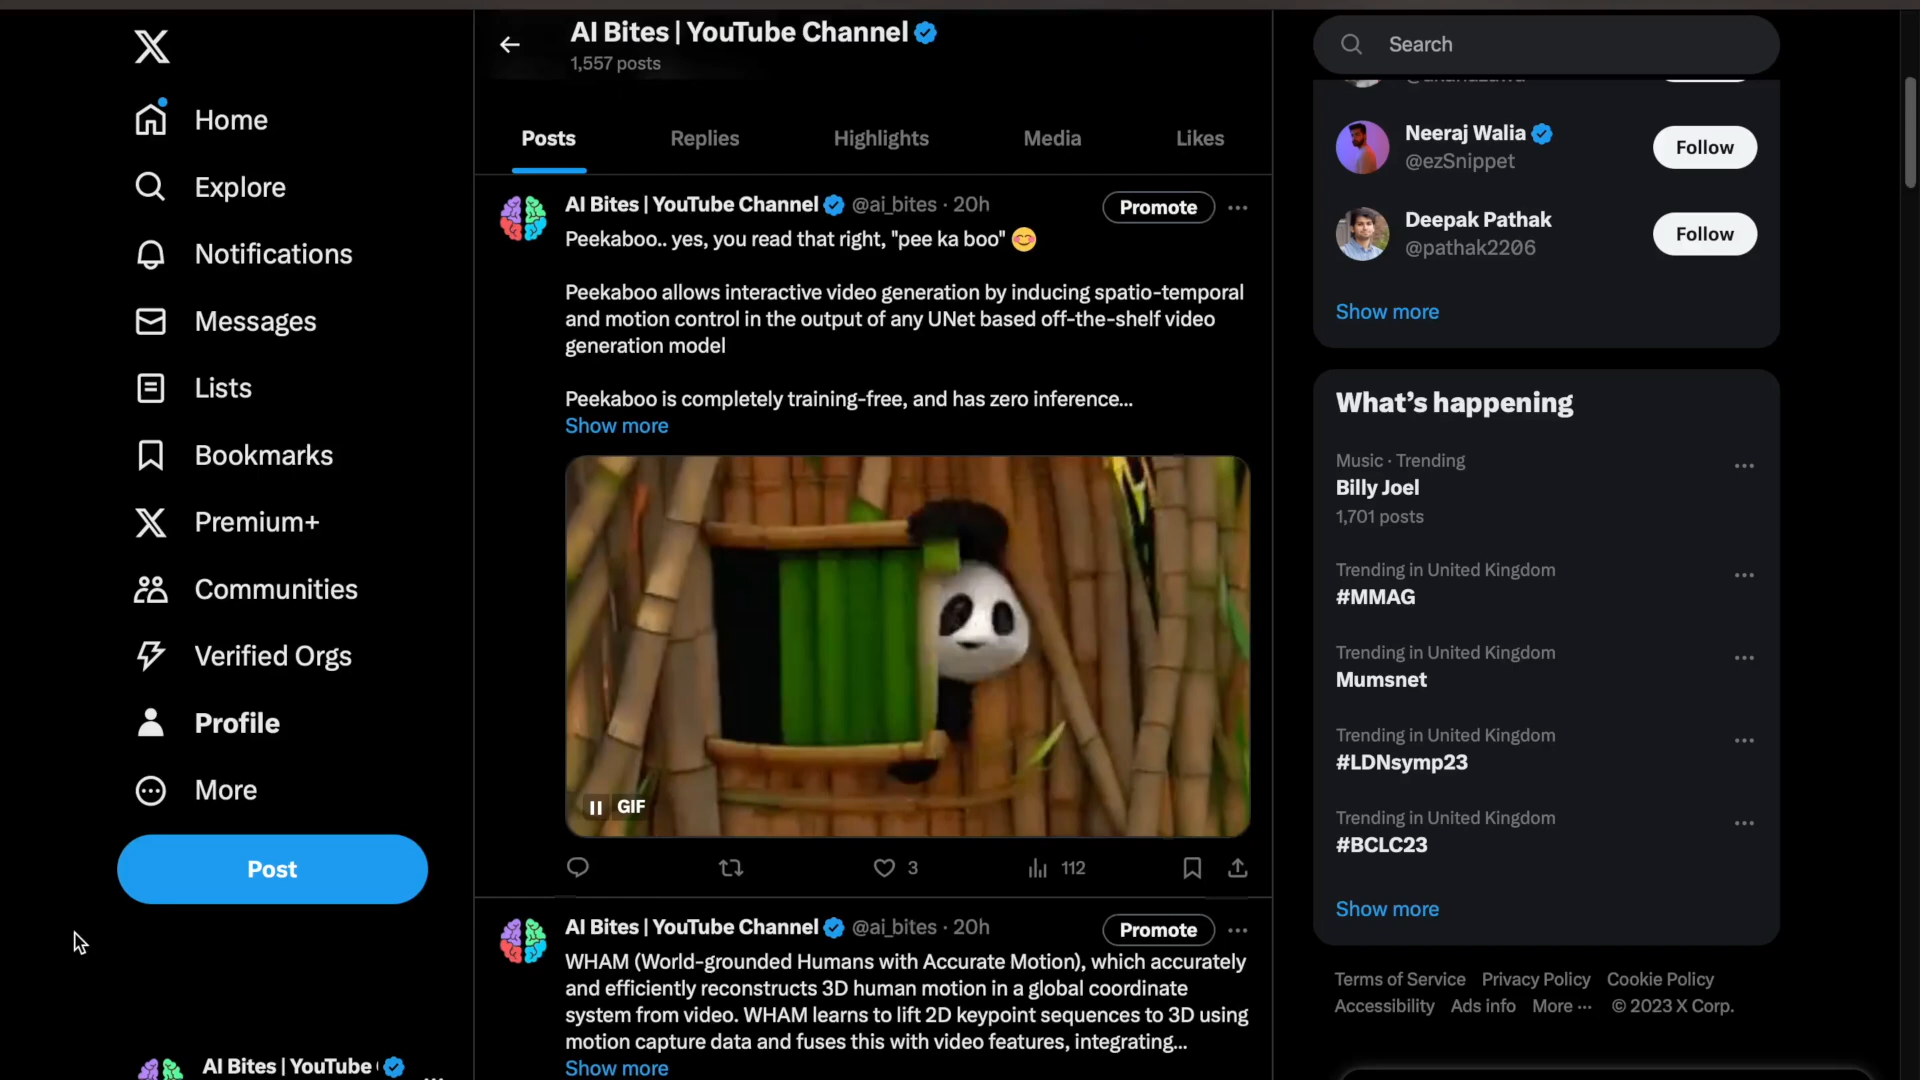 Home
Explore
Notifications
Messages
Lists
Bookmarks
Premium+
Communities
Verified Orgs
Profile
More
Post
AI Bites | YouTube
AI Bites | YouTube Channel
1,557 posts
Posts Replies Highlights Media Likes
AI Bites | YouTube Channel @ai_bites · 20h
Promote
Peekaboo.. yes, you read that right, "pee ka boo" 😊
Peekaboo allows interactive video generation by inducing spatio-temporal
and motion control in the output of any UNet based off-the-shelf video
generation model
Peekaboo is completely training-free, and has zero inference...
Show more
GIF
3 112
AI Bites | YouTube Channel @ai_bites · 20h
Promote
WHAM (World-grounded Humans with Accurate Motion), which accurately
and efficiently reconstructs 3D human motion in a global coordinate
system from video. WHAM learns to lift 2D keypoint sequences to 3D using
motion capture data and fuses this with video features, integrating...
Show more
Search
Neeraj Walia
@ezSnippet
Follow
Deepak Pathak
@pathak2206
Follow
Show more
What's happening
Music · Trending
Billy Joel
1,701 posts
Trending in United Kingdom
#MMAG
Trending in United Kingdom
Mumsnet
Trending in United Kingdom
#LDNsymp23
Trending in United Kingdom
#BCLC23
Show more
Terms of Service Privacy Policy Cookie Policy
Accessibility Ads info More ··· © 2023 X Corp.